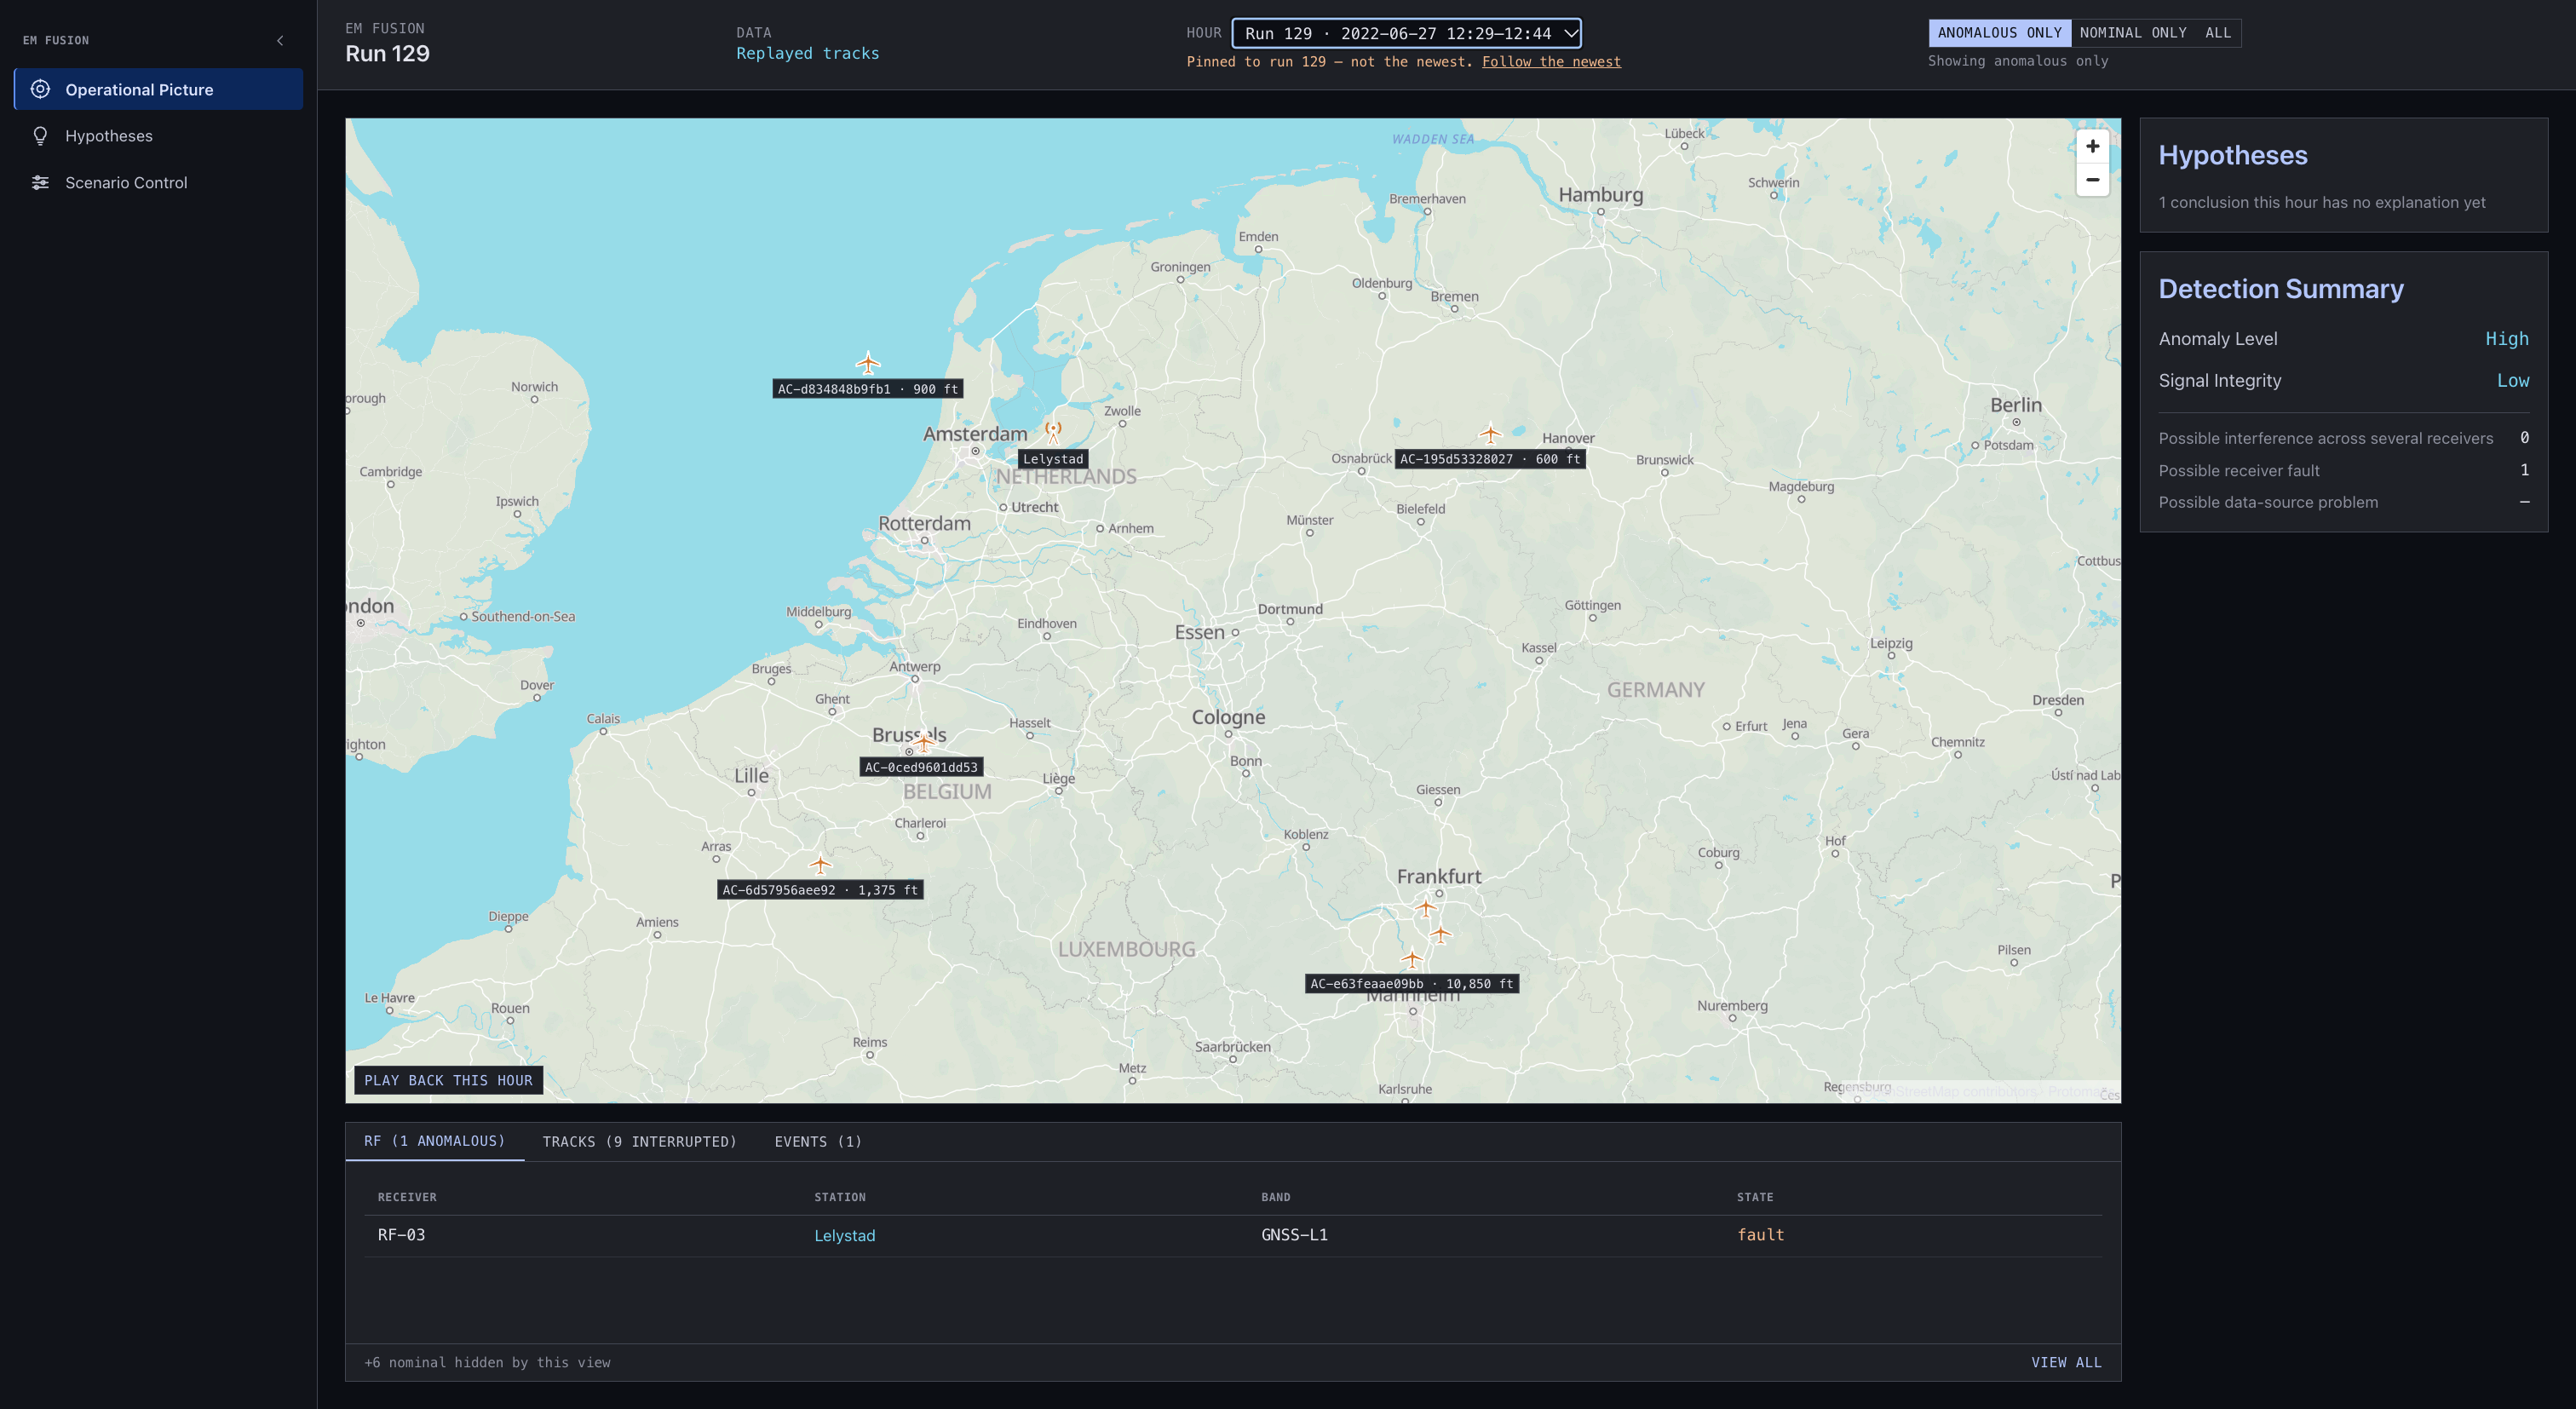 EM FUSION
Operational Picture
Hypotheses
Scenario Control
EM FUSION
Run 129
DATA
Replayed tracks
HOUR
Run 129 · 2022-06-27 12:29–12:44
Pinned to run 129 — not the newest. Follow the newest
ANOMALOUS ONLY
NOMINAL ONLY
ALL
Showing anomalous only
WADDEN SEA
Lübeck
Schwerin
Hamburg
Bremerhaven
Emden
Groningen
Oldenburg
Bremen
Norwich
orough
AC-d834848b9fb1 · 900 ft
Zwolle
Berlin
Potsdam
Amsterdam
Lelystad
NETHERLANDS
Hanover
Osnabrück
AC-195d53328027 · 600 ft
Brunswick
Magdeburg
Cambridge
Ipswich
Utrecht
Rotterdam
Arnhem
Münster
Bielefeld
Cottbus
ondon
Southend-on-Sea
Middelburg
Eindhoven
Essen
Dortmund
Göttingen
Kassel
Leipzig
Bruges
Antwerp
Dover
Ghent
GERMANY
Dresden
Calais
Brussels
Hasselt
Cologne
Erfurt
Jena
Gera
Chemnitz
ighton
AC-0ced9601dd53
Lille
Liège
Bonn
Ústí nad Lab
BELGIUM
Giessen
Charleroi
Koblenz
Hof
Arras
Coburg
AC-6d57956aee92 · 1,375 ft
Frankfurt
P
Dieppe
Amiens
LUXEMBOURG
Pilsen
AC-e63feaae09bb · 10,850 ft
Mannheim
Le Havre
Rouen
Nuremberg
Reims
Saarbrücken
Metz
Karlsruhe
Regensburg
StreetMap contributors
Čes
PLAY BACK THIS HOUR
Hypotheses
1 conclusion this hour has no explanation yet
Detection Summary
Anomaly Level High
Signal Integrity Low
Possible interference across several receivers 0
Possible receiver fault 1
Possible data-source problem —
RF (1 ANOMALOUS)
TRACKS (9 INTERRUPTED)
EVENTS (1)
RECEIVER STATION BAND STATE
RF-03 Lelystad GNSS-L1 fault
+6 nominal hidden by this view
VIEW ALL